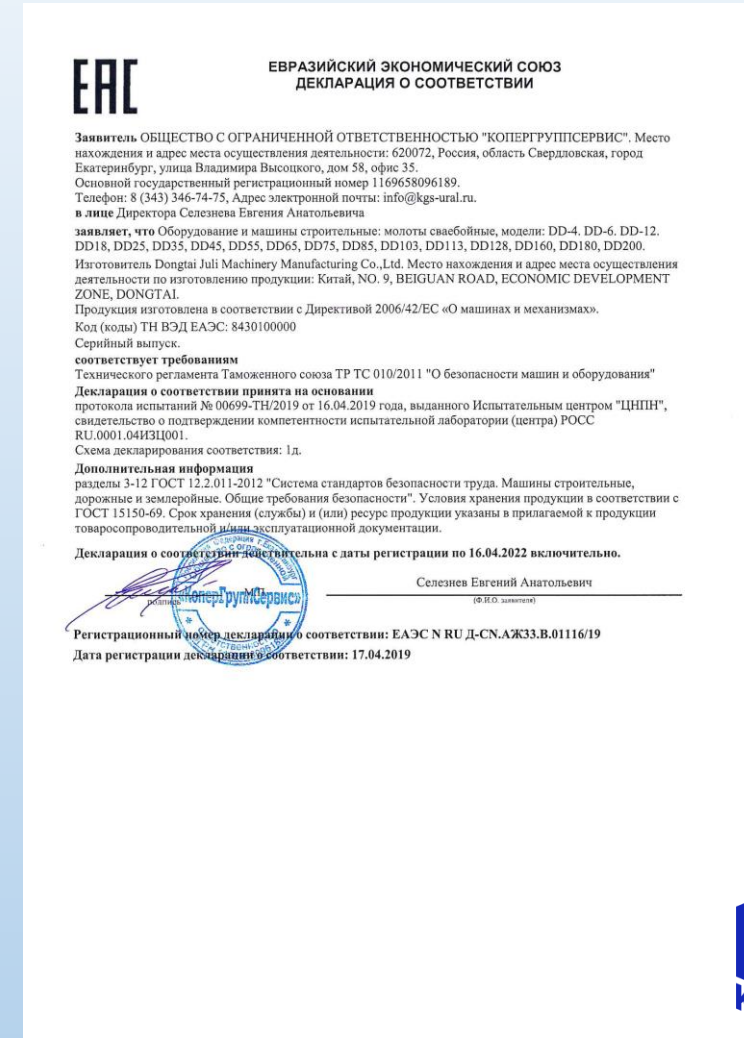 EAC
ЕВРАЗИЙСКИЙ ЭКОНОМИЧЕСКИЙ СОЮЗ
ДЕКЛАРАЦИЯ О СООТВЕТСТВИИ
Заявитель ОБЩЕСТВО С ОГРАНИЧЕННОЙ ОТВЕТСТВЕННОСТЬЮ "КОПЕРГРУППСЕРВИС". Место
нахождения и адрес места осуществления деятельности: 620072, Россия, область Свердловская, город
Екатеринбург, улица Владимира Высоцкого, дом 58, офис 35.
Основной государственный регистрационный номер 1169658096189.
Телефон: 8 (343) 346-74-75, Адрес электронной почты: info@kgs-ural.ru.
в лице Директора Селезнева Евгения Анатольевича
заявляет, что Оборудование и машины строительные: молоты сваебойные, модели: DD-4. DD-6. DD-12.
DD18, DD25, DD35, DD45, DD55, DD65, DD75, DD85, DD103, DD113, DD128, DD160, DD180, DD200.
Изготовитель Dongtai Juli Machinery Manufacturing Co.,Ltd. Место нахождения и адрес места осуществления
деятельности по изготовлению продукции: Китай, NO. 9, BEIGUAN ROAD, ECONOMIC DEVELOPMENT
ZONE, DONGTAI.
Продукция изготовлена в соответствии с Директивой 2006/42/ЕС «О машинах и механизмах».
Код (коды) ТН ВЭД ЕАЭС: 8430100000
Серийный выпуск.
соответствует требованиям
Технического регламента Таможенного союза ТР ТС 010/2011 "О безопасности машин и оборудования"
Декларация о соответствии принята на основании
протокола испытаний № 00699-ТН/2019 от 16.04.2019 года, выданного Испытательным центром "ЦНПН",
свидетельство о подтверждении компетентности испытательной лаборатории (центра) РОСС
RU.0001.04ИЗЦ001.
Схема декларирования соответствия: 1д.
Дополнительная информация
разделы 3-12 ГОСТ 12.2.011-2012 "Система стандартов безопасности труда. Машины строительные,
дорожные и землеройные. Общие требования безопасности". Условия хранения продукции в соответствии с
ГОСТ 15150-69. Срок хранения (службы) и (или) ресурс продукции указаны в прилагаемой к продукции
товаросопроводительной и/или эксплуатационной документации.
Декларация о соответствии действительна с даты регистрации по 16.04.2022 включительно.
М.П.
Селезнев Евгений Анатольевич
подпись
(Ф.И.О. заявителя)
«КоперГруппСервис»
Регистрационный номер декларации о соответствии: ЕАЭС N RU Д-CN.АЖ33.В.01116/19
Дата регистрации декларации о соответствии: 17.04.2019